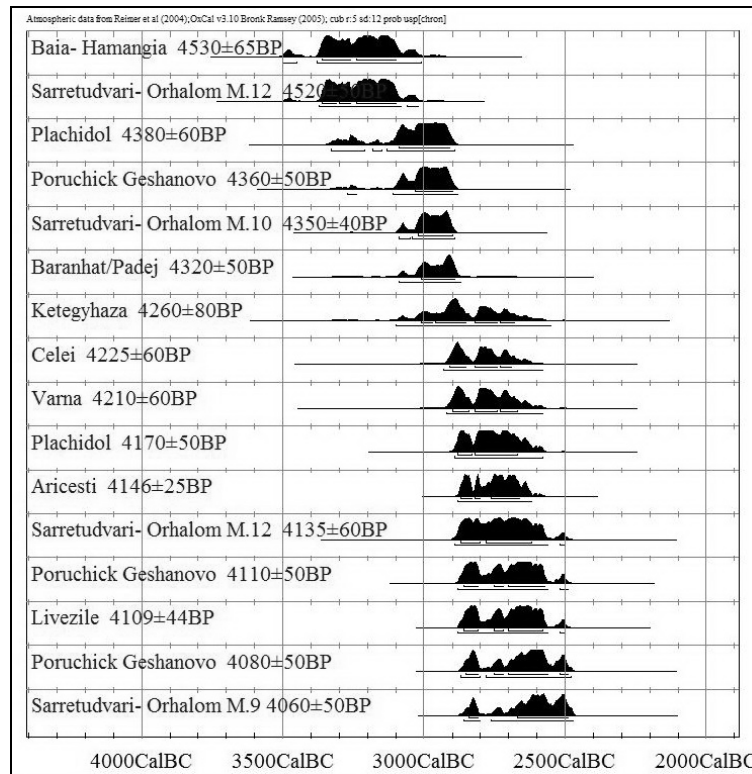 Atmospheric data from Reimer et al (2004);OxCal v3.10 Bronk Ramsey (2005); cub r:5 sd:12 prob usp[chron]
Baia- Hamangia 4530±65BP
Sarretudvari- Orhalom M.12 4520±50BP
Plachidol 4380±60BP
Poruchick Geshanovo 4360±50BP
Sarretudvari- Orhalom M.10 4350±40BP
Baranhat/Padej 4320±50BP
Ketegyhaza 4260±80BP
Celei 4225±60BP
Varna 4210±60BP
Plachidol 4170±50BP
Aricesti 4146±25BP
Sarretudvari- Orhalom M.12 4135±60BP
Poruchick Geshanovo 4110±50BP
Livezile 4109±44BP
Poruchick Geshanovo 4080±50BP
Sarretudvari- Orhalom M.9 4060±50BP
4000CalBC 3500CalBC 3000CalBC 2500CalBC 2000CalBC